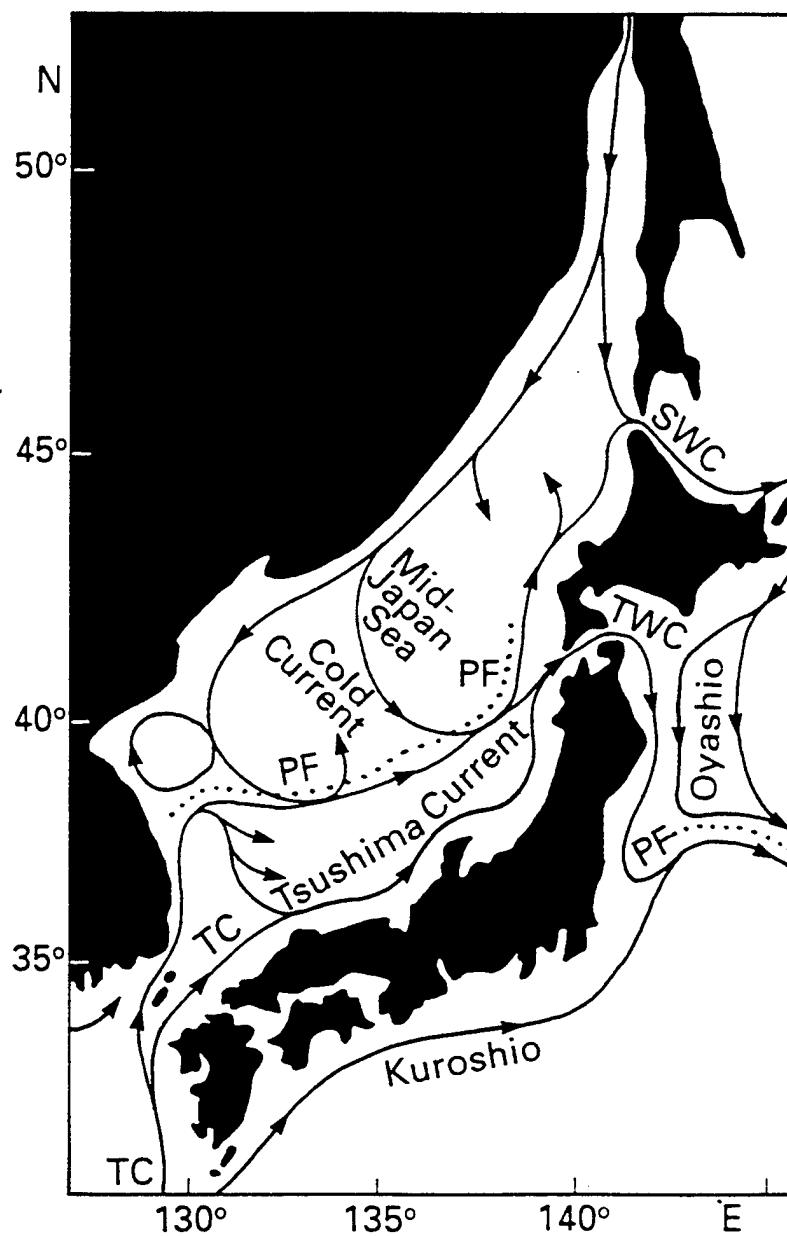 N
50°
SWC
45°
Mid-
Japan
Sea
TWC
Cold
Current
PF
Oyashio
40°
PF
Tsushima Current
PF
TC
35°
Kuroshio
TC
130°
135°
140°
E